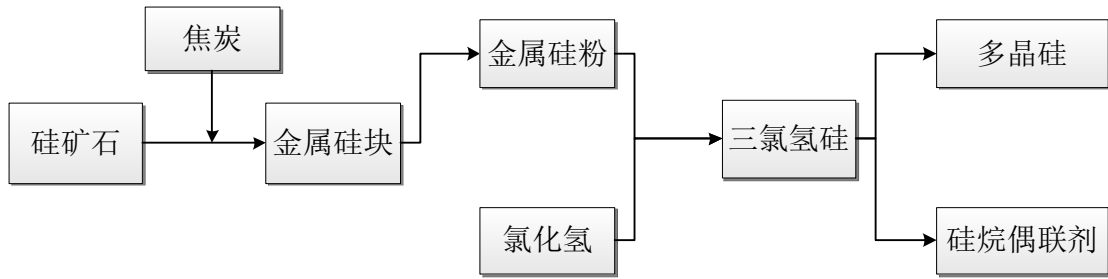 焦炭
硅矿石
金属硅块
金属硅粉
氯化氢
三氯氢硅
多晶硅
硅烷偶联剂